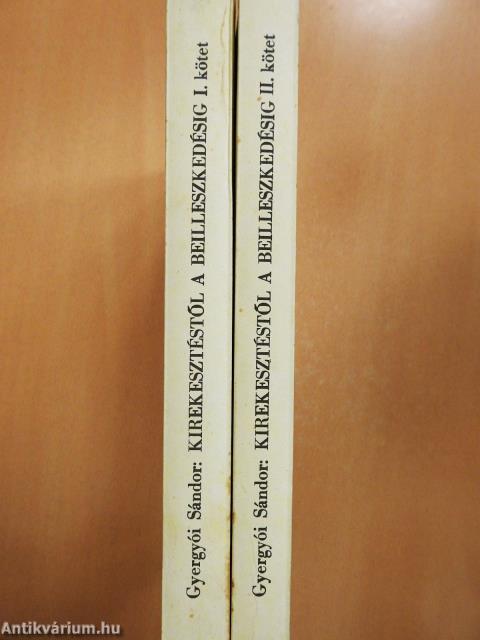 Gyergyói Sándor: KIREKESZTÉSTŐL A BEILLESZKEDÉSIG I. kötet
Gyergyói Sándor: KIREKESZTÉSTŐL A BEILLESZKEDÉSIG II. kötet
Antikvárium.hu